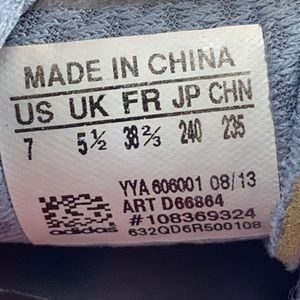 MADE IN CHINA
US UK FR JP CHN
7 5½ 38⅔ 240 235
YYA 606001 08/13
ART D66864
#108369324
adidas 632QD6R500108